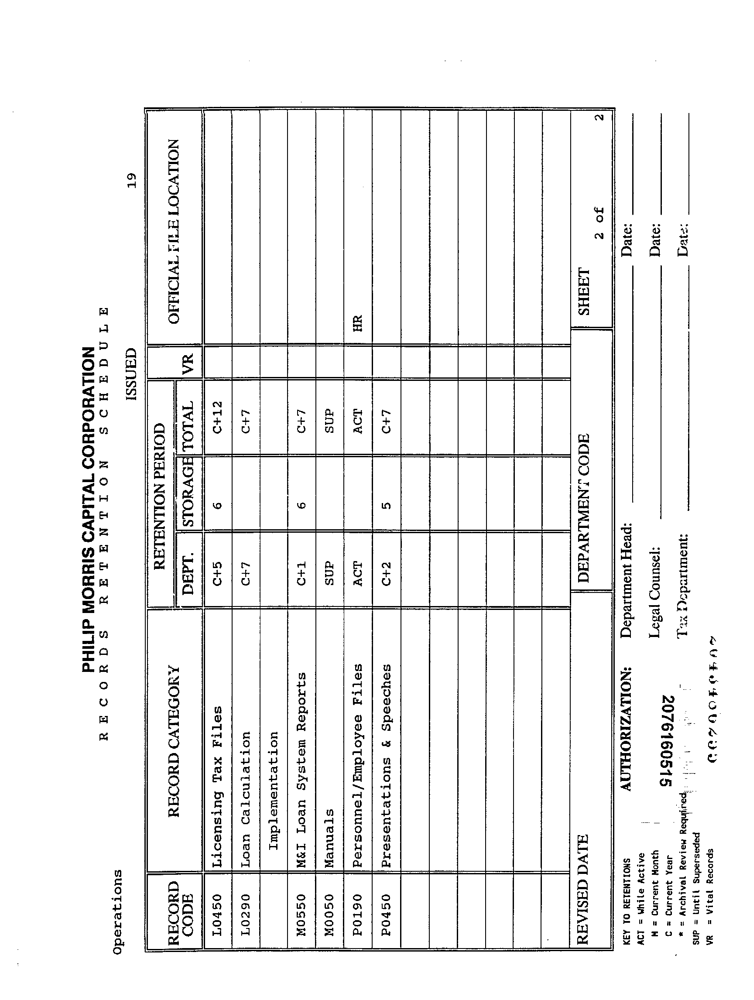 PHILIP MORRIS CAPITAL CORPORATION
RECORDS RETENTION SCHEDULE
Operations ISSUED 19
RECORD CODE RECORD CATEGORY RETENTION PERIOD VR OFFICIAL FILE LOCATION
DEPT. STORAGE TOTAL
L0450 Licensing Tax Files C+5 6 C+12
L0290 Loan Calculation C+7 C+7
Implementation
M0550 M&I Loan System Reports C+1 6 C+7
M0050 Manuals SUP SUP
P0190 Personnel/Employee Files ACT ACT HR
P0450 Presentations & Speeches C+2 5 C+7
REVISED DATE DEPARTMENT CODE SHEET 2 of 2
KEY TO RETENTIONS AUTHORIZATION: Department Head: Date:
ACT = While Active
M = Current Month Legal Counsel: Date:
C = Current Year
* = Archival Review Required Tax Department: Date:
SUP = Until Superseded
VR = Vital Records
2076160515